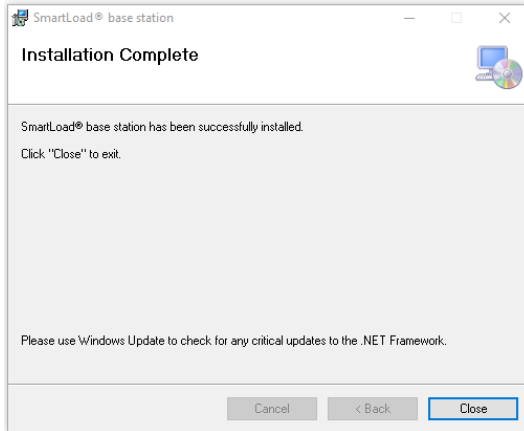 SmartLoad® base station
Installation Complete
SmartLoad® base station has been successfully installed.
Click "Close" to exit.
Please use Windows Update to check for any critical updates to the .NET Framework.
Cancel
< Back
Close